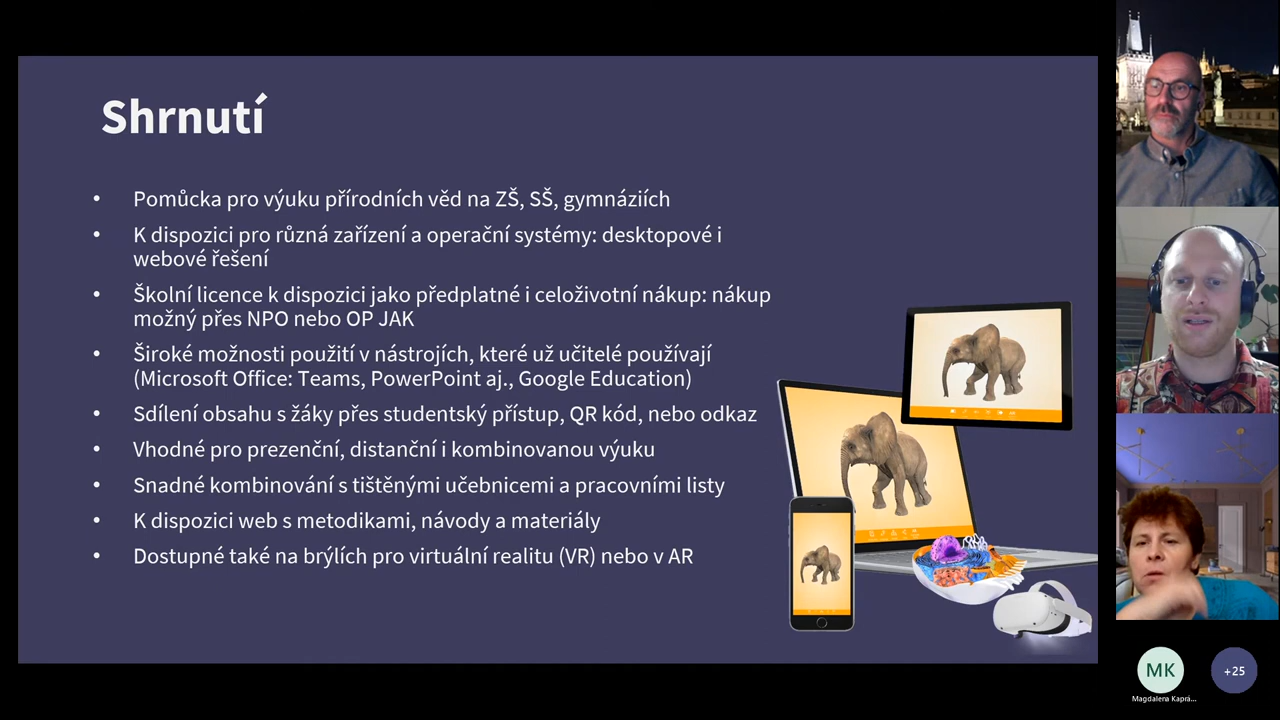 Shrnutí
• Pomůcka pro výuku přírodních věd na ZŠ, SŠ, gymnáziích
• K dispozici pro různá zařízení a operační systémy: desktopové i
webové řešení
• Školní licence k dispozici jako předplatné i celoživotní nákup: nákup
možný přes NPO nebo OP JAK
• Široké možnosti použití v nástrojích, které už učitelé používají
(Microsoft Office: Teams, PowerPoint aj., Google Education)
• Sdílení obsahu s žáky přes studentský přístup, QR kód, nebo odkaz
• Vhodné pro prezenční, distanční i kombinovanou výuku
• Snadné kombinování s tištěnými učebnicemi a pracovními listy
• K dispozici web s metodikami, návody a materiály
• Dostupné také na brýlích pro virtuální realitu (VR) nebo v AR
MK
+25
Magdalena Kaprá...